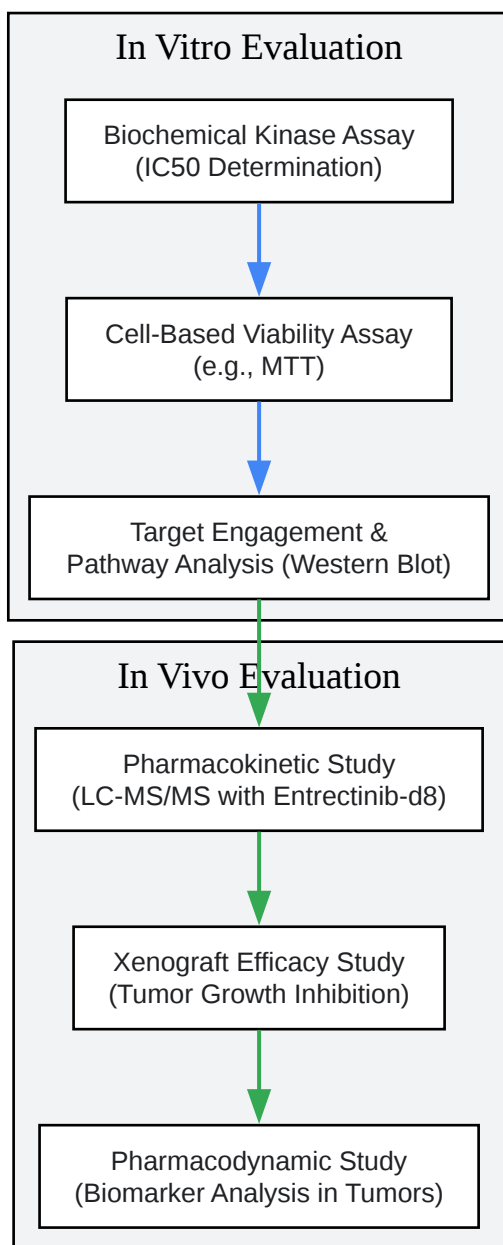 In Vitro Evaluation
Biochemical Kinase Assay
(IC50 Determination)
Cell-Based Viability Assay
(e.g., MTT)
Target Engagement &
Pathway Analysis (Western Blot)
In Vivo Evaluation
Pharmacokinetic Study
(LC-MS/MS with Entrectinib-d8)
Xenograft Efficacy Study
(Tumor Growth Inhibition)
Pharmacodynamic Study
(Biomarker Analysis in Tumors)